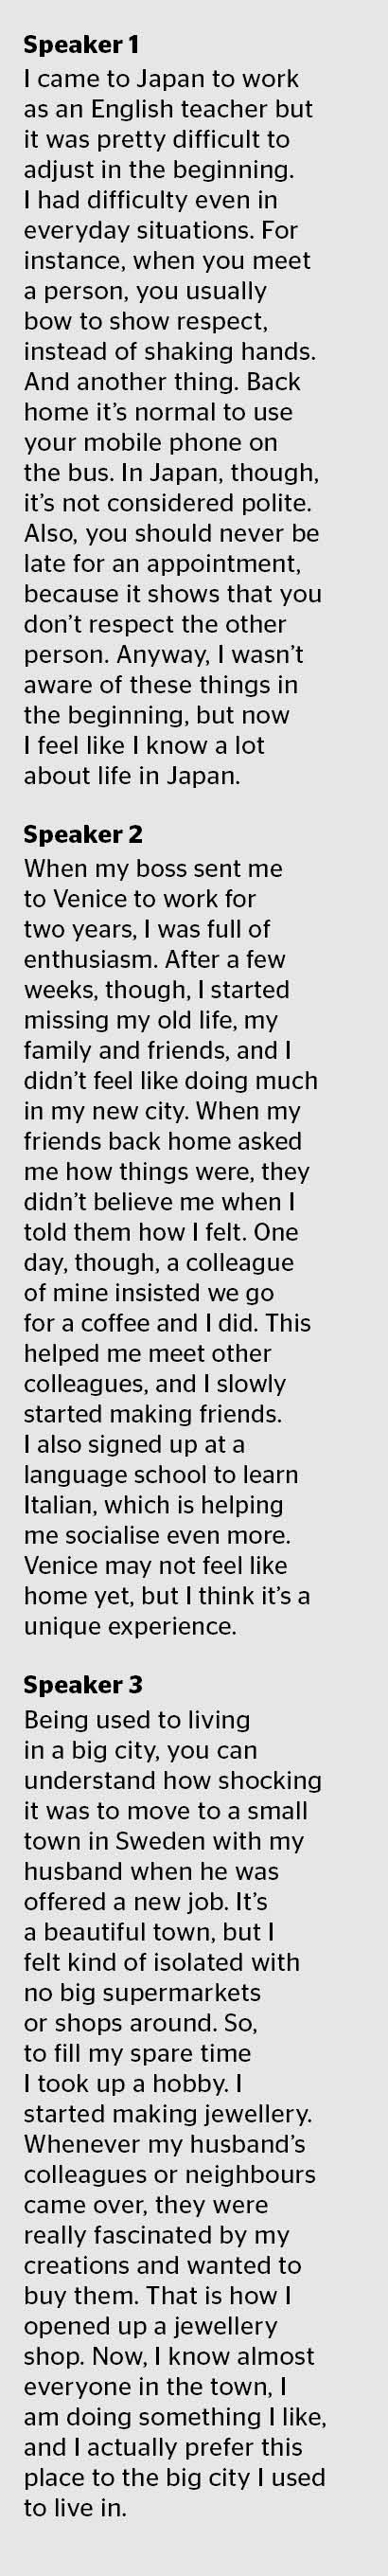 Speaker 1
I came to Japan to work
as an English teacher but
it was pretty difficult to
adjust in the beginning.
I had difficulty even in
everyday situations. For
instance, when you meet
a person, you usually
bow to show respect,
instead of shaking hands.
And another thing. Back
home it's normal to use
your mobile phone on
the bus. In Japan, though,
it's not considered polite.
Also, you should never be
late for an appointment,
because it shows that you
don't respect the other
person. Anyway, I wasn't
aware of these things in
the beginning, but now
I feel like I know a lot
about life in Japan.
Speaker 2
When my boss sent me
to Venice to work for
two years, I was full of
enthusiasm. After a few
weeks, though, I started
missing my old life, my
family and friends, and I
didn't feel like doing much
in my new city. When my
friends back home asked
me how things were, they
didn't believe me when I
told them how I felt. One
day, though, a colleague
of mine insisted we go
for a coffee and I did. This
helped me meet other
colleagues, and I slowly
started making friends.
I also signed up at a
language school to learn
Italian, which is helping
me socialise even more.
Venice may not feel like
home yet, but I think it's a
unique experience.
Speaker 3
Being used to living
in a big city, you can
understand how shocking
it was to move to a small
town in Sweden with my
husband when he was
offered a new job. It's
a beautiful town, but I
felt kind of isolated with
no big supermarkets
or shops around. So,
to fill my spare time
I took up a hobby. I
started making jewellery.
Whenever my husband's
colleagues or neighbours
came over, they were
really fascinated by my
creations and wanted to
buy them. That is how I
opened up a jewellery
shop. Now, I know almost
everyone in the town, I
am doing something I like,
and I actually prefer this
place to the big city I used
to live in.